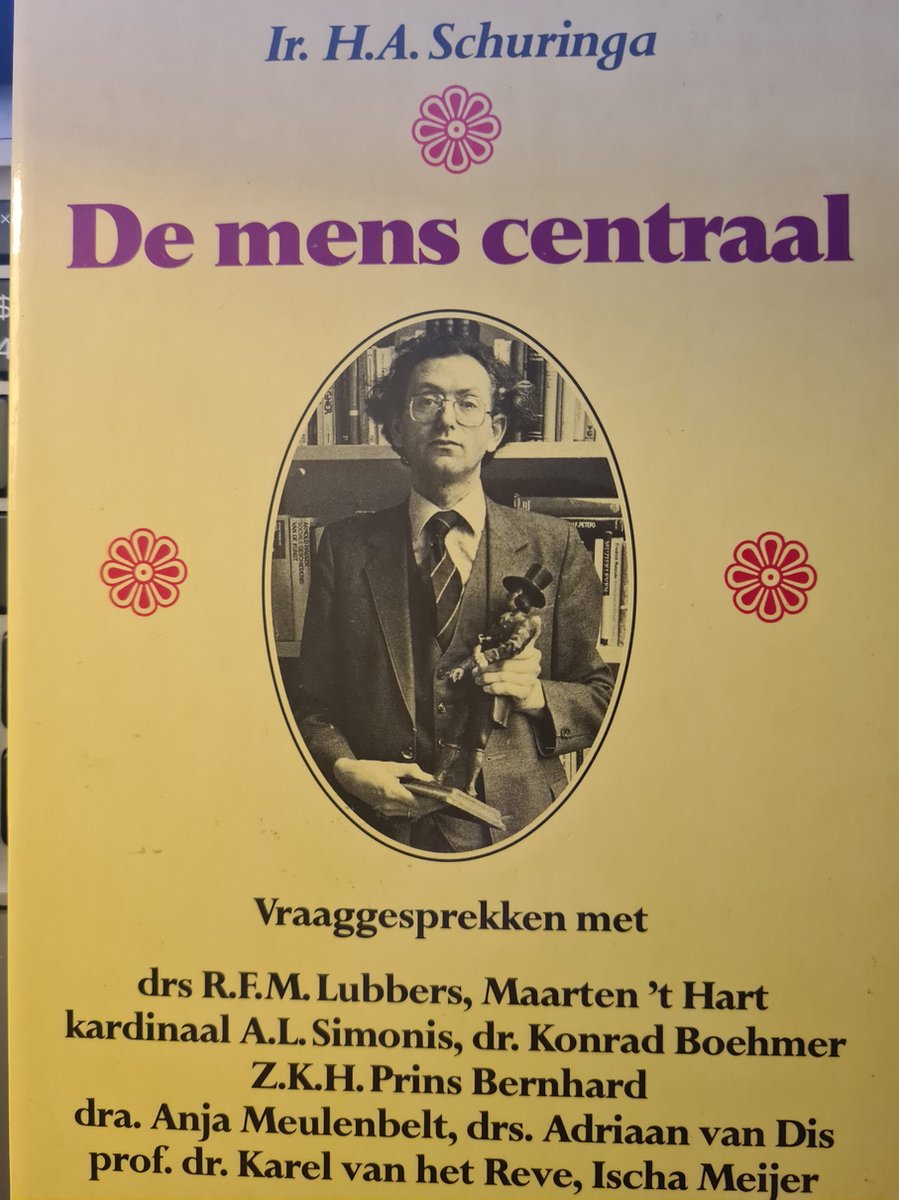 Ir. H.A. Schuringa
De mens centraal
Vraaggesprekken met
drs R.F.M. Lubbers, Maarten ’t Hart
kardinaal A.L. Simonis, dr. Konrad Boehmer
Z.K.H. Prins Bernhard
dra. Anja Meulenbelt, drs. Adriaan van Dis
prof. dr. Karel van het Reve, Ischa Meijer